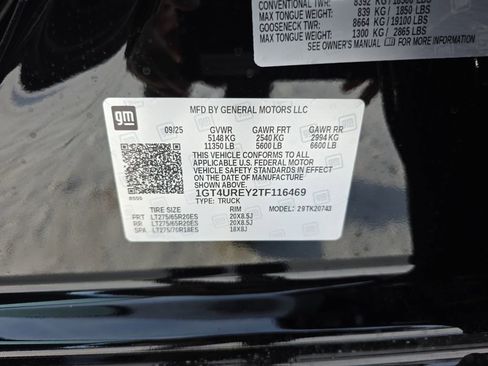 CONVENTIONAL TWR:
MAX TONGUE WEIGHT: 839 KG / 1850 LBS
GOOSENECK TWR: 8664 KG / 19100 LBS
MAX TONGUE WEIGHT: 1300 KG / 2865 LBS
SEE OWNER'S MANUAL FOR MORE INFORMATION
gm
MFD BY GENERAL MOTORS LLC
09/25 GVWR GAWR FRT GAWR RR
5148 KG 2540 KG 2994 KG
11350 LB 5600 LB 6600 LB
THIS VEHICLE CONFORMS TO ALL
APPLICABLE U.S. FEDERAL MOTOR
VEHICLE SAFETY STANDARDS IN
EFFECT ON THE DATE OF
MANUFACTURE SHOWN ABOVE.
1GT4UREY2TF116469
TYPE: TRUCK
TIRE SIZE RIM MODEL: 29TK20743
FRT LT275/65R20ES 20X8.5J
RR LT275/65R20ES 20X8.5J
SPA LT275/70R18ES 18X8J